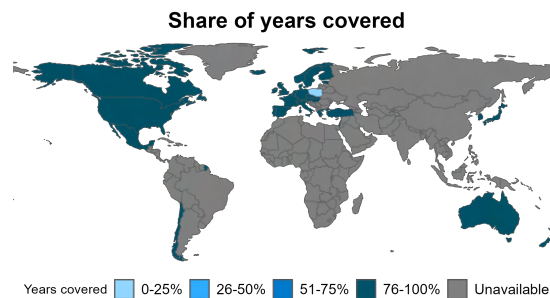 Share of years covered
Years covered 0-25% 26-50% 51-75% 76-100% Unavailable